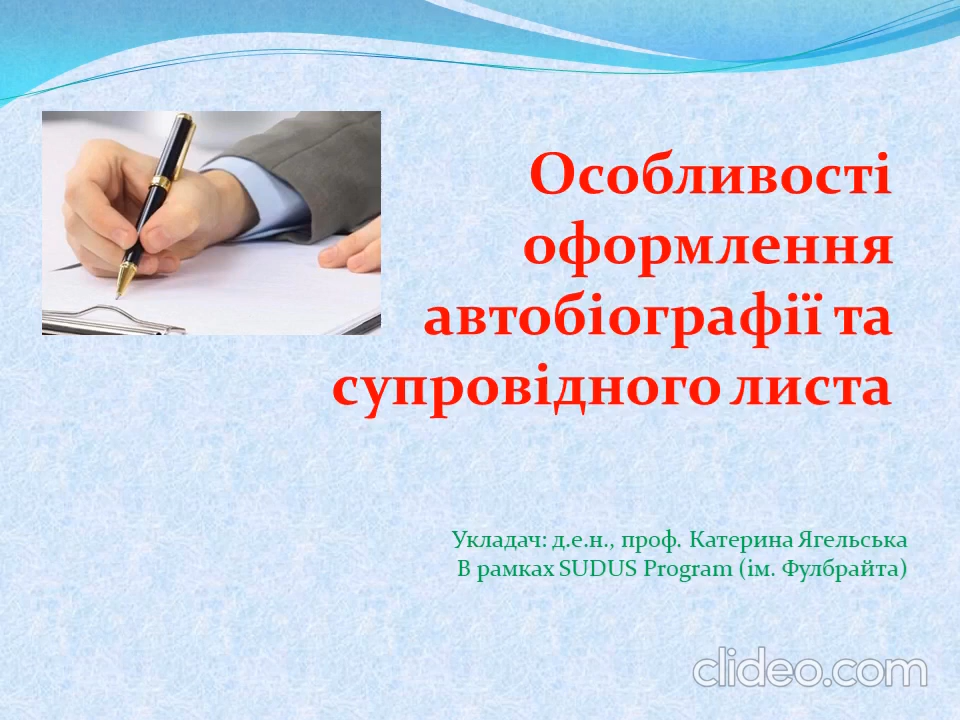 Особливості
оформлення
автобіографії та
супровідного листа
Укладач: д.е.н., проф. Катерина Ягельська
В рамках SUDUS Program (ім. Фулбрайта)
clideo.com